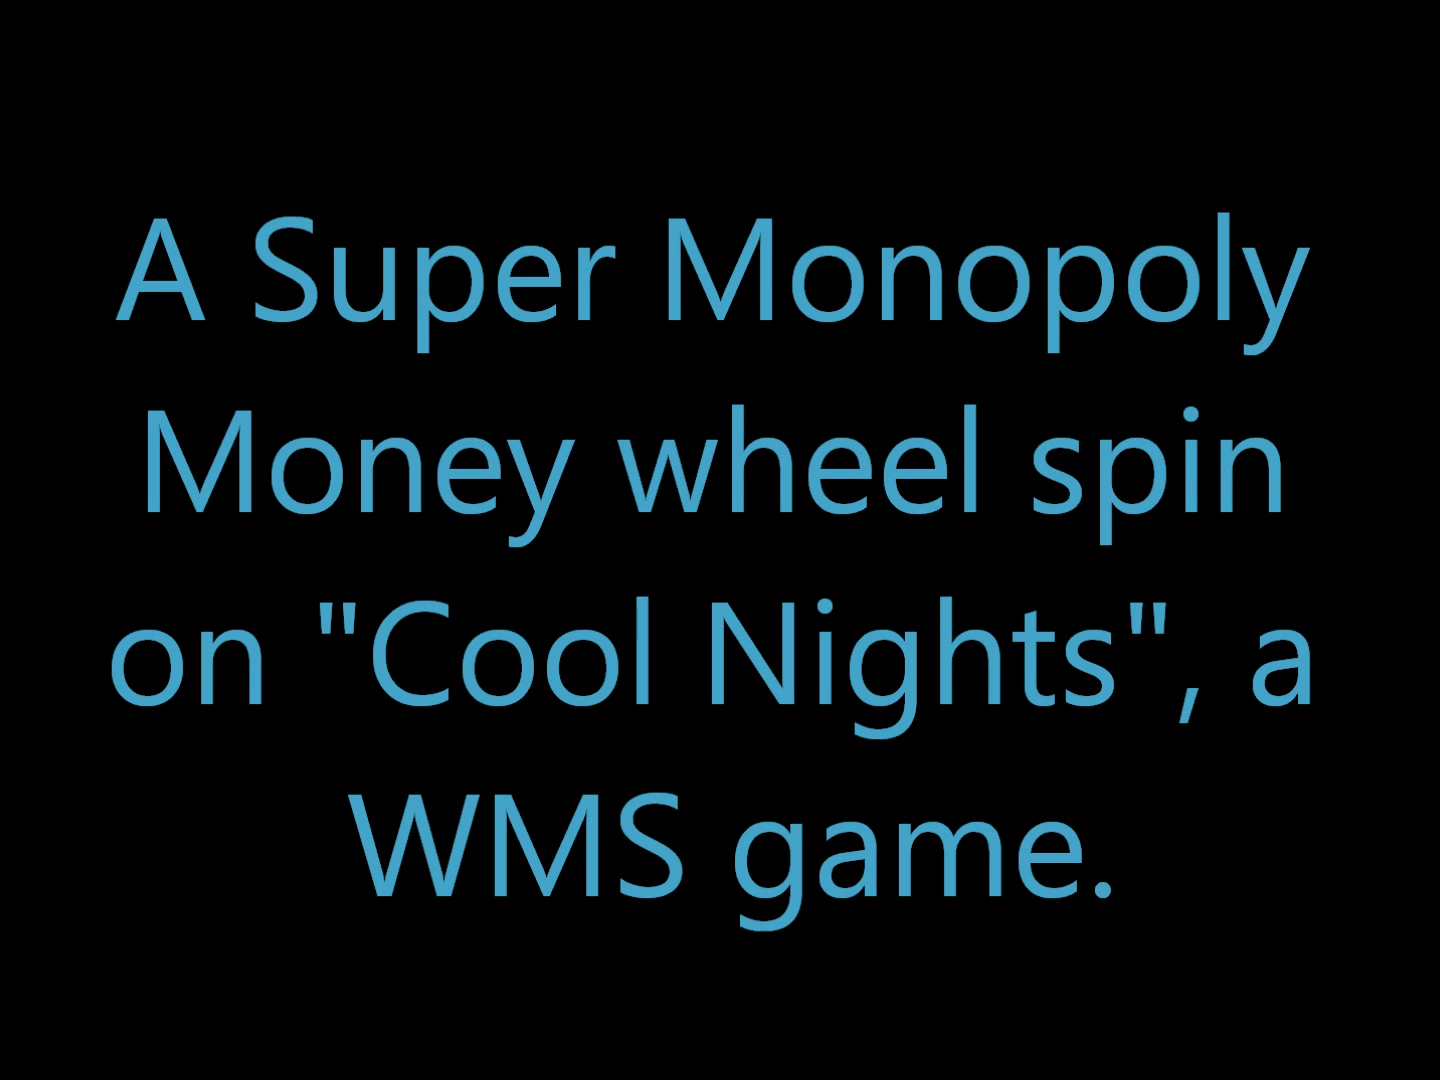 A Super Monopoly
Money wheel spin
on "Cool Nights", a
WMS game.